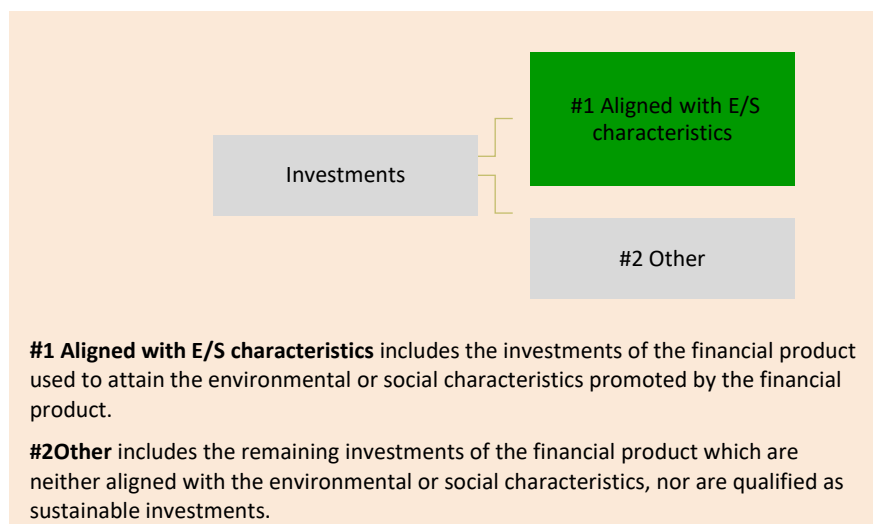 #1 Aligned with E/S
characteristics
Investments
#2 Other
#1 Aligned with E/S characteristics includes the investments of the financial product
used to attain the environmental or social characteristics promoted by the financial
product.
#2Other includes the remaining investments of the financial product which are
neither aligned with the environmental or social characteristics, nor are qualified as
sustainable investments.